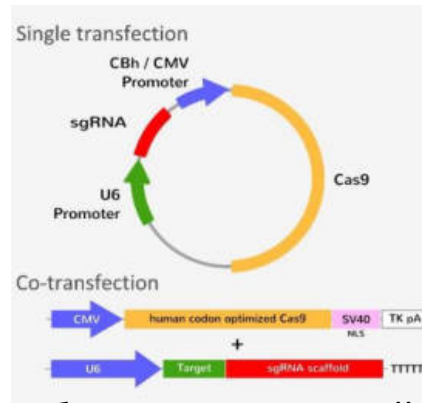 Single transfection
CBh / CMV
Promoter
sgRNA
Cas9
U6
Promoter
Co-transfection
CMV
human codon optimized Cas9
SV40
TK pA
NLS
+
U6
Target
sgRNA scaffold
TTTTT